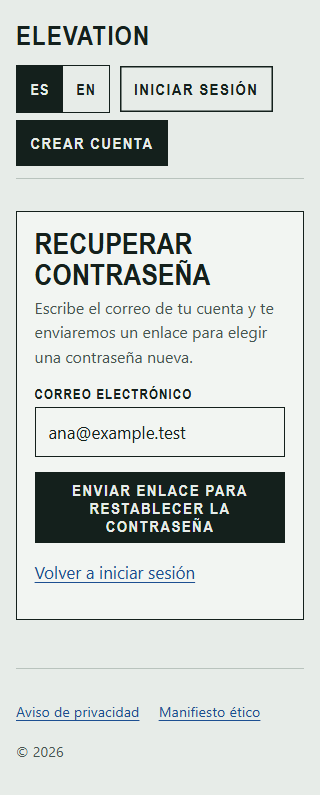 ELEVATION
ES EN INICIAR SESIÓN
CREAR CUENTA
RECUPERAR
CONTRASEÑA
Escribe el correo de tu cuenta y te
enviaremos un enlace para elegir
una contraseña nueva.
CORREO ELECTRÓNICO
ana@example.test
ENVIAR ENLACE PARA
RESTABLECER LA
CONTRASEÑA
Volver a iniciar sesión
Aviso de privacidad Manifiesto ético
© 2026